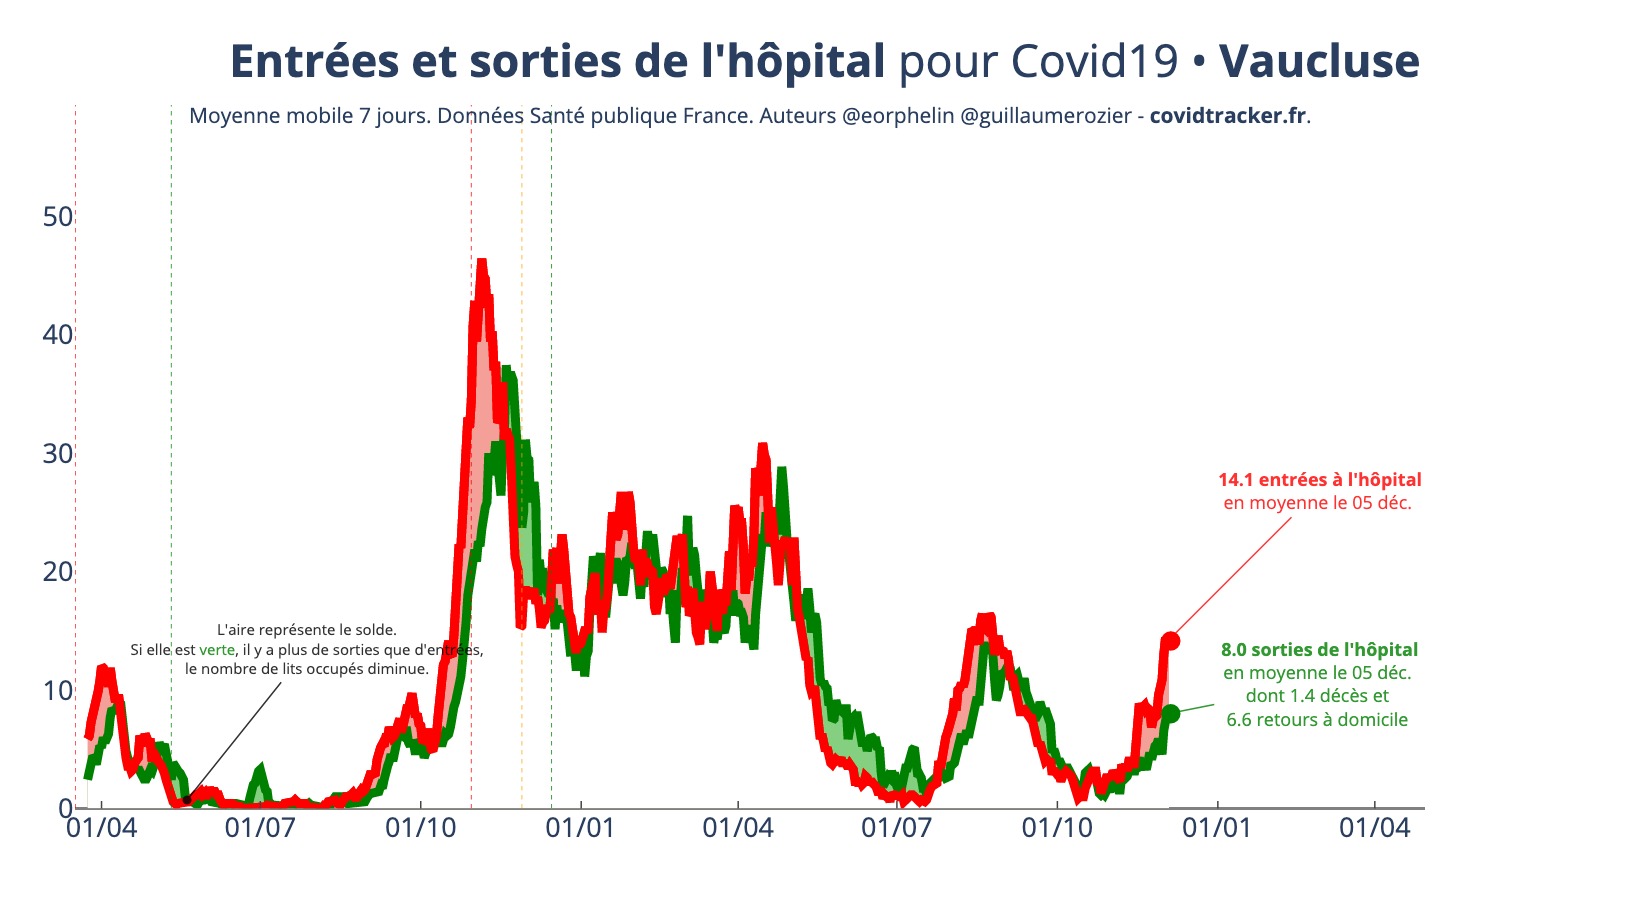 Entrées et sorties de l'hôpital pour Covid19 • Vaucluse
Moyenne mobile 7 jours. Données Santé publique France. Auteurs @eorphelin @guillaumerozier - covidtracker.fr.
50
40
30
20
10
0
14.1 entrées à l'hôpital
en moyenne le 05 déc.
L'aire représente le solde.
Si elle est verte, il y a plus de sorties que d'entrées,
le nombre de lits occupés diminue.
8.0 sorties de l'hôpital
en moyenne le 05 déc.
dont 1.4 décès et
6.6 retours à domicile
01/04 01/07 01/10 01/01 01/04 01/07 01/10 01/01 01/04